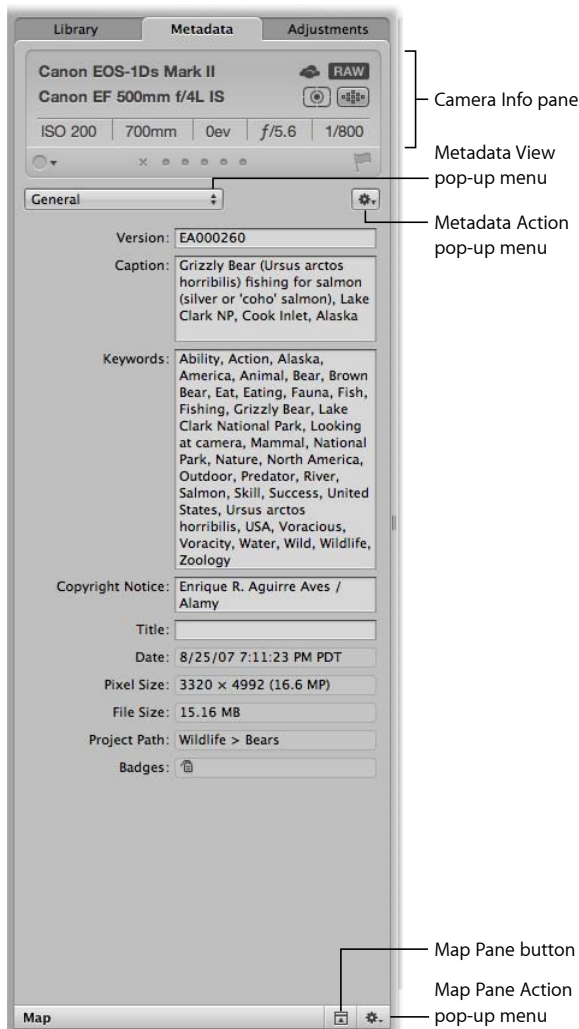 Library Metadata Adjustments
Canon EOS-1Ds Mark II RAW
Canon EF 500mm f/4L IS
ISO 200 700mm 0ev ƒ/5.6 1/800
Camera Info pane
Metadata View
pop-up menu
General
Metadata Action
pop-up menu
Version: EA000260
Caption: Grizzly Bear (Ursus arctos
horribilis) fishing for salmon
(silver or 'coho' salmon), Lake
Clark NP, Cook Inlet, Alaska
Keywords: Ability, Action, Alaska,
America, Animal, Bear, Brown
Bear, Eat, Eating, Fauna, Fish,
Fishing, Grizzly Bear, Lake
Clark National Park, Looking
at camera, Mammal, National
Park, Nature, North America,
Outdoor, Predator, River,
Salmon, Skill, Success, United
States, Ursus arctos
horribilis, USA, Voracious,
Voracity, Water, Wild, Wildlife,
Zoology
Copyright Notice: Enrique R. Aguirre Aves /
Alamy
Title:
Date: 8/25/07 7:11:23 PM PDT
Pixel Size: 3320 × 4992 (16.6 MP)
File Size: 15.16 MB
Project Path: Wildlife > Bears
Badges:
Map Pane button
Map Pane Action
pop-up menu
Map